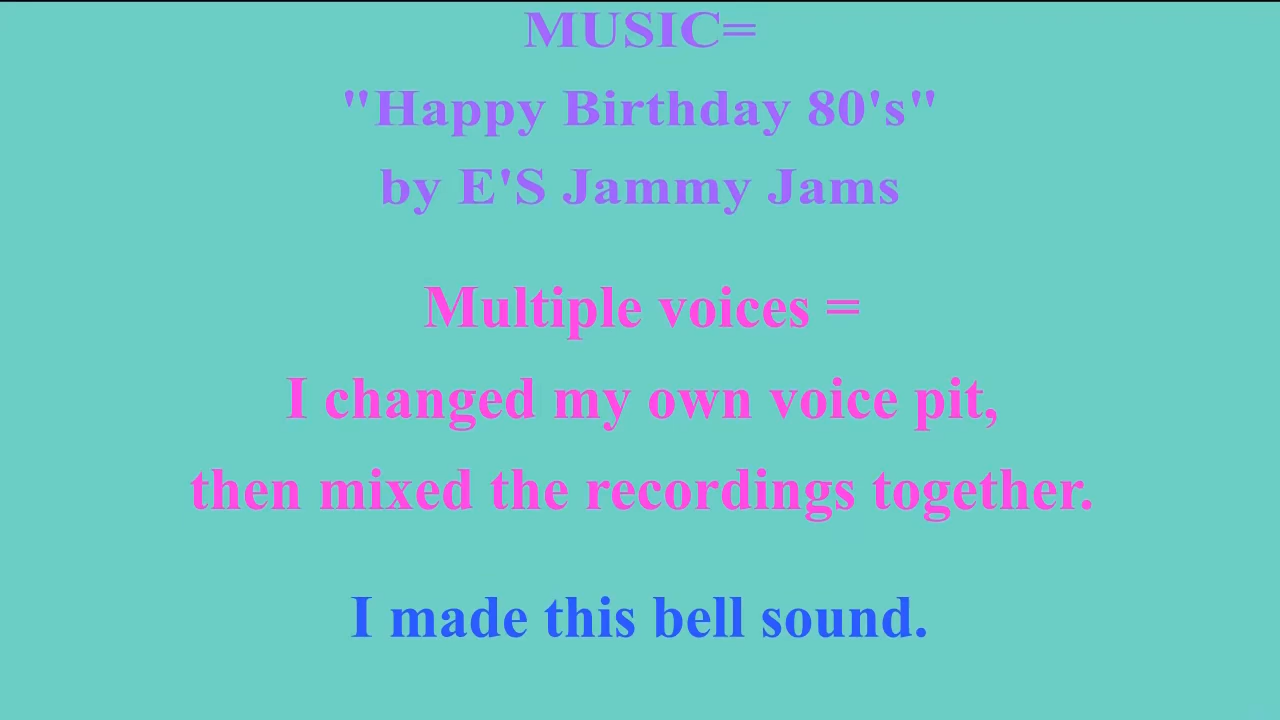 MUSIC=
"Happy Birthday 80's"
by E'S Jammy Jams
Multiple voices =
I changed my own voice pit,
then mixed the recordings together.
I made this bell sound.